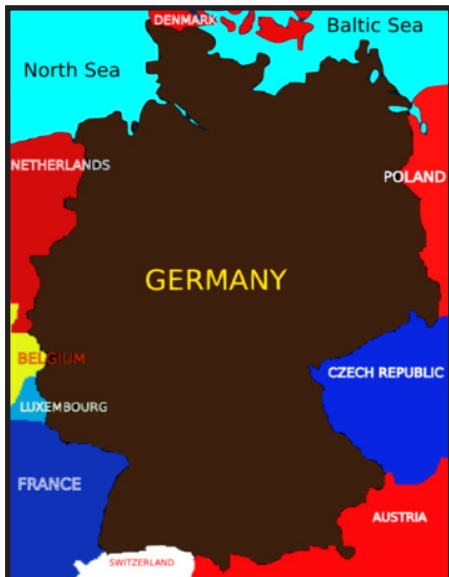 DENMARK
Baltic Sea
North Sea
NETHERLANDS
POLAND
GERMANY
BELGIUM
CZECH REPUBLIC
LUXEMBOURG
FRANCE
AUSTRIA
SWITZERLAND